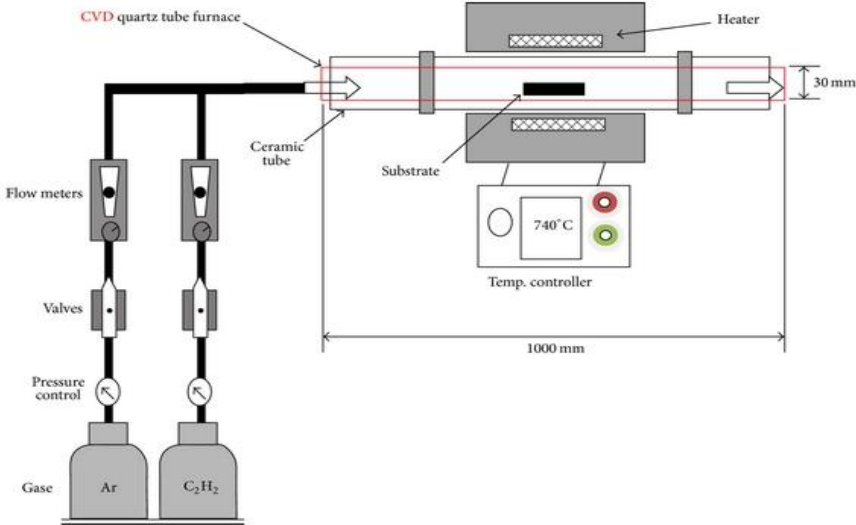 CVD quartz tube furnace
Heater
30 mm
Ceramic
tube
Substrate
Flow meters
740°C
Temp. controller
Valves
1000 mm
Pressure
control
Gase
Ar
C₂H₂